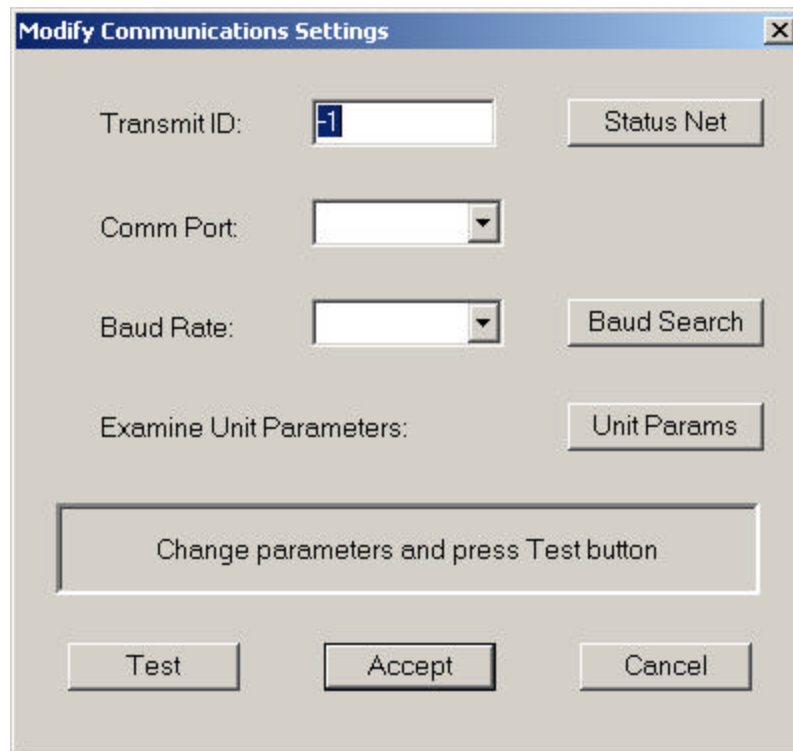 Modify Communications Settings
Transmit ID: -1 Status Net
Comm Port:
Baud Rate: Baud Search
Examine Unit Parameters: Unit Params
Change parameters and press Test button
Test Accept Cancel